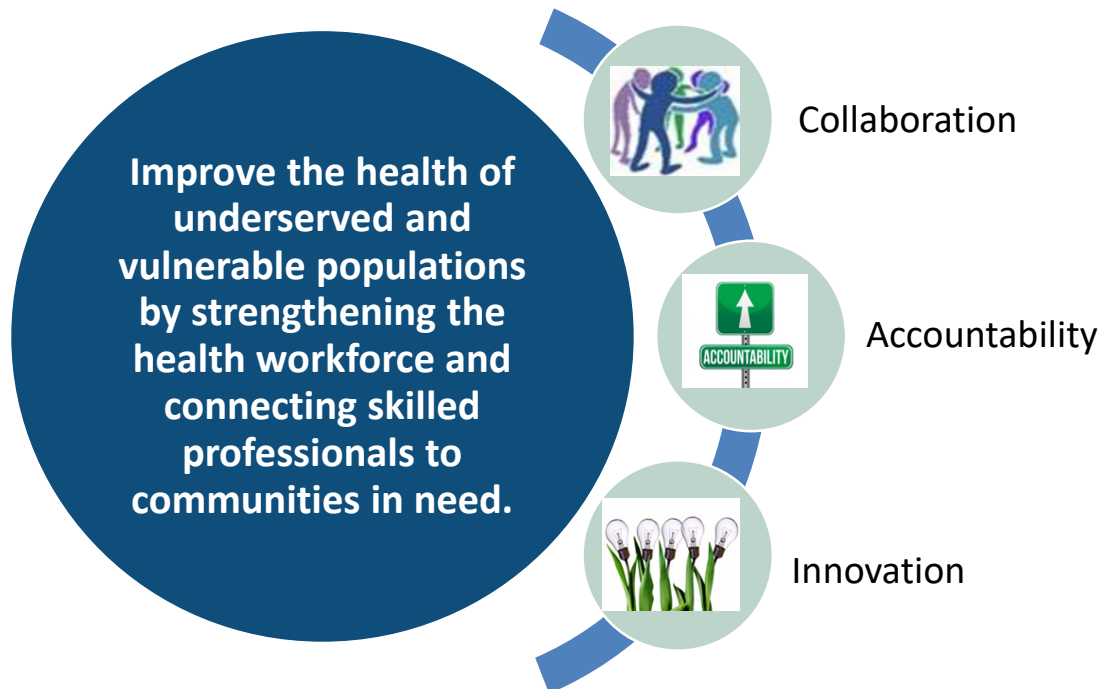 Improve the health of
underserved and
vulnerable populations
by strengthening the
health workforce and
connecting skilled
professionals to
communities in need.
Collaboration
ACCOUNTABILITY
Accountability
Innovation